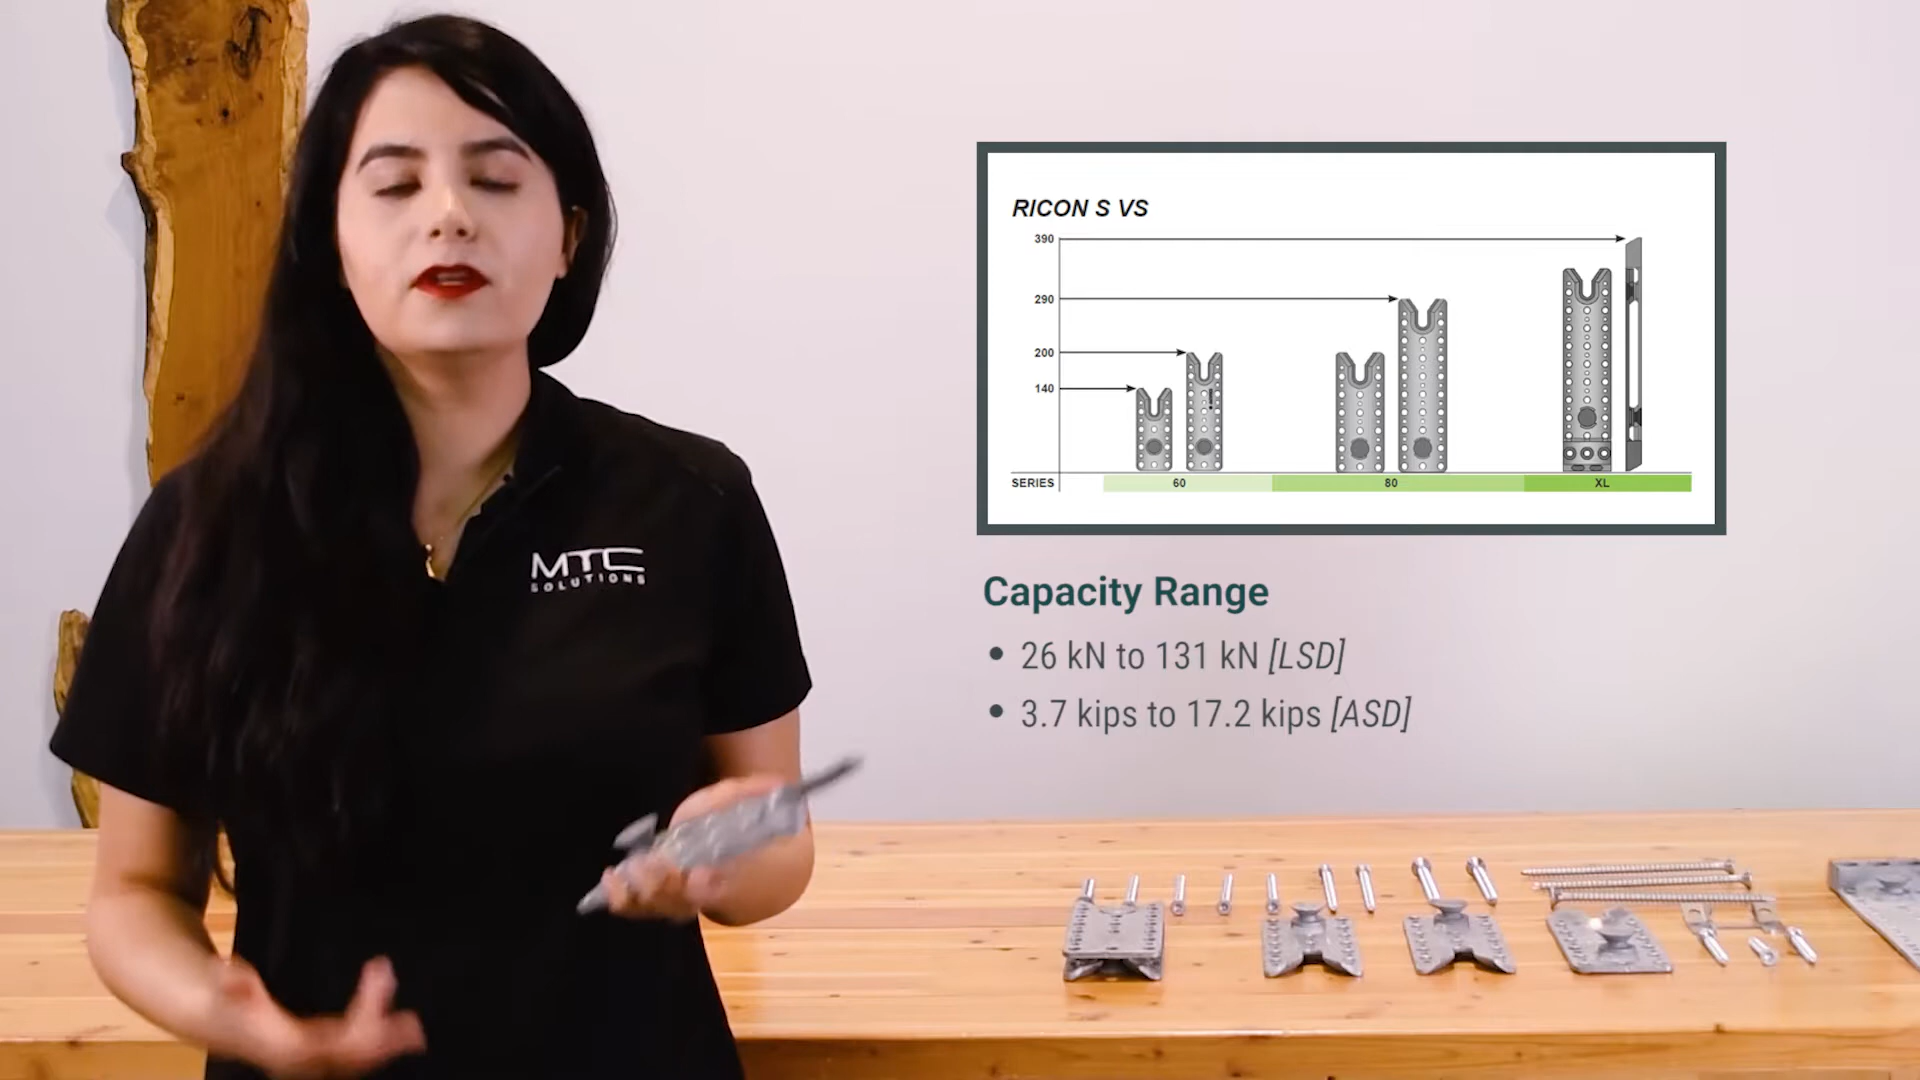 MTC
SOLUTIONS
RICON S VS
390
290
200
140
SERIES 60 80 XL
Capacity Range
• 26 kN to 131 kN [LSD]
• 3.7 kips to 17.2 kips [ASD]